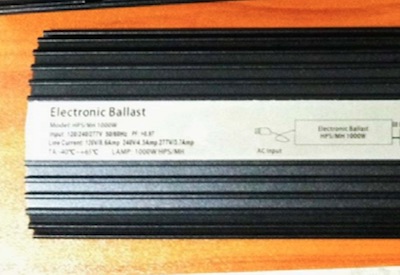 Electronic Ballast
Model: HPS/MH 1000W
Input: 120/240/277V 50/60Hz PF: >0.97
Line Current: 120V/8.6Amp 240V/4.3Amp 277V/3.7Amp
TA: -40℃~+61℃ LAMP: 1000W HPS/MH
Electronic Ballast
HPS/MH 1000W
AC Input